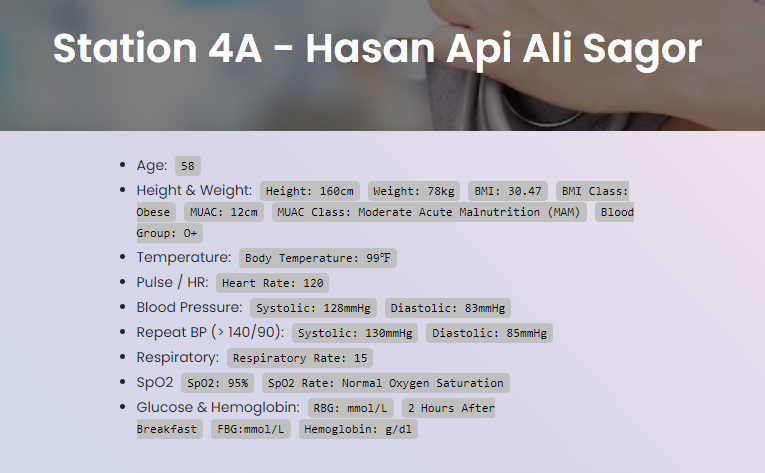 Station 4A - Hasan Api Ali Sagor
Age: 58
Height & Weight: Height: 160cm Weight: 78kg BMI: 30.47 BMI Class:
Obese MUAC: 12cm MUAC Class: Moderate Acute Malnutrition (MAM) Blood
Group: O+
Temperature: Body Temperature: 99℉
Pulse / HR: Heart Rate: 120
Blood Pressure: Systolic: 128mmHg Diastolic: 83mmHg
Repeat BP (> 140/90): Systolic: 130mmHg Diastolic: 85mmHg
Respiratory: Respiratory Rate: 15
SpO2 SpO2: 95% SpO2 Rate: Normal Oxygen Saturation
Glucose & Hemoglobin: RBG: mmol/L 2 Hours After
Breakfast FBG:mmol/L Hemoglobin: g/dl